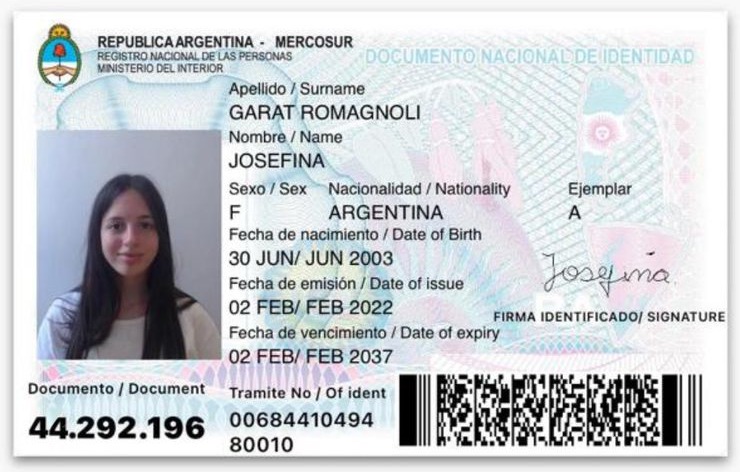 REPUBLICA ARGENTINA - MERCOSUR
REGISTRO NACIONAL DE LAS PERSONAS
MINISTERIO DEL INTERIOR
DOCUMENTO NACIONAL DE IDENTIDAD
Apellido / Surname
GARAT ROMAGNOLI
Nombre / Name
JOSEFINA
Sexo / Sex Nacionalidad / Nationality Ejemplar
F ARGENTINA A
Fecha de nacimiento / Date of Birth
30 JUN/ JUN 2003
Fecha de emisión / Date of issue
02 FEB/ FEB 2022
Josefina
FIRMA IDENTIFICADO/ SIGNATURE
Fecha de vencimiento / Date of expiry
02 FEB/ FEB 2037
Documento / Document
44.292.196
Tramite No / Of ident
00684410494
80010